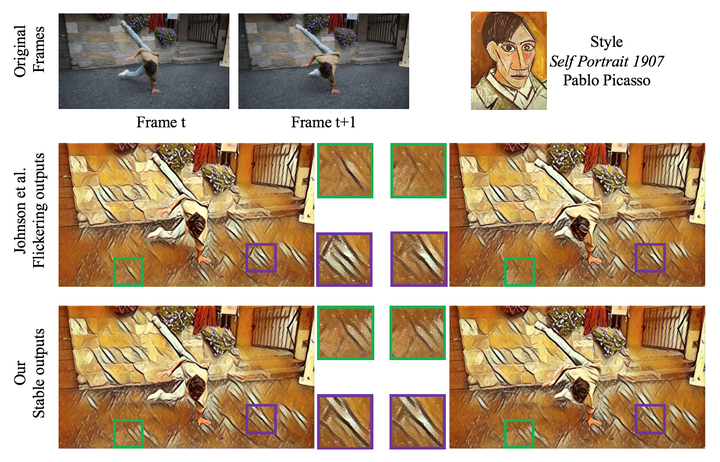 Original
Frames
Style
Self Portrait 1907
Pablo Picasso
Frame t
Frame t+1
Johnson et al.
Flickering outputs
Our
Stable outputs